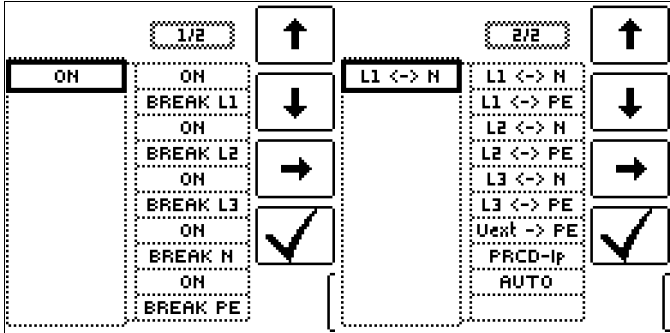 1/2
ON
ON
BREAK L1
ON
BREAK L2
ON
BREAK L3
ON
BREAK N
ON
BREAK PE
2/2
L1 <-> N
L1 <-> N
L1 <-> PE
L2 <-> N
L2 <-> PE
L3 <-> N
L3 <-> PE
Uext -> PE
PRCD-Ip
AUTO